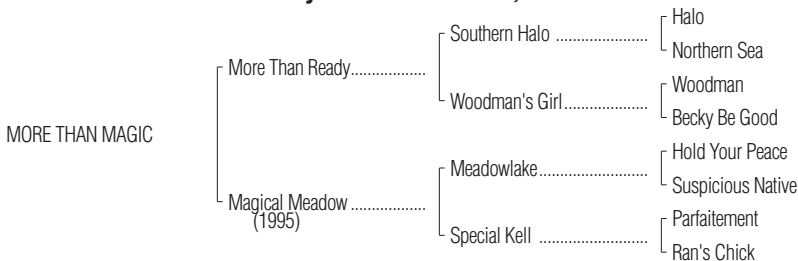 Halo
Southern Halo ......................
Northern Sea
More Than Ready..................
Woodman
Woodman's Girl....................
Becky Be Good
MORE THAN MAGIC
Hold Your Peace
Meadowlake..........................
Suspicious Native
Magical Meadow ..................
(1995)
Parfaitement
Special Kell ..........................
Ran's Chick